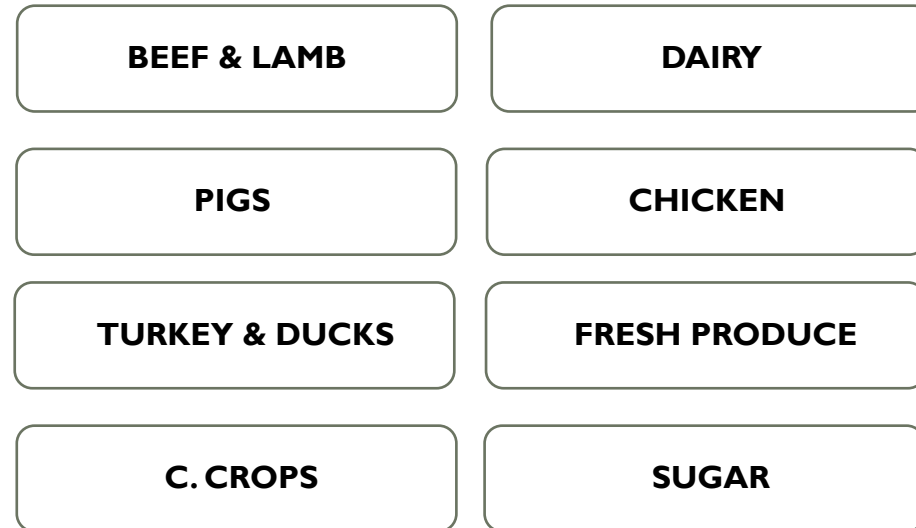 BEEF & LAMB
DAIRY
PIGS
CHICKEN
TURKEY & DUCKS
FRESH PRODUCE
C. CROPS
SUGAR